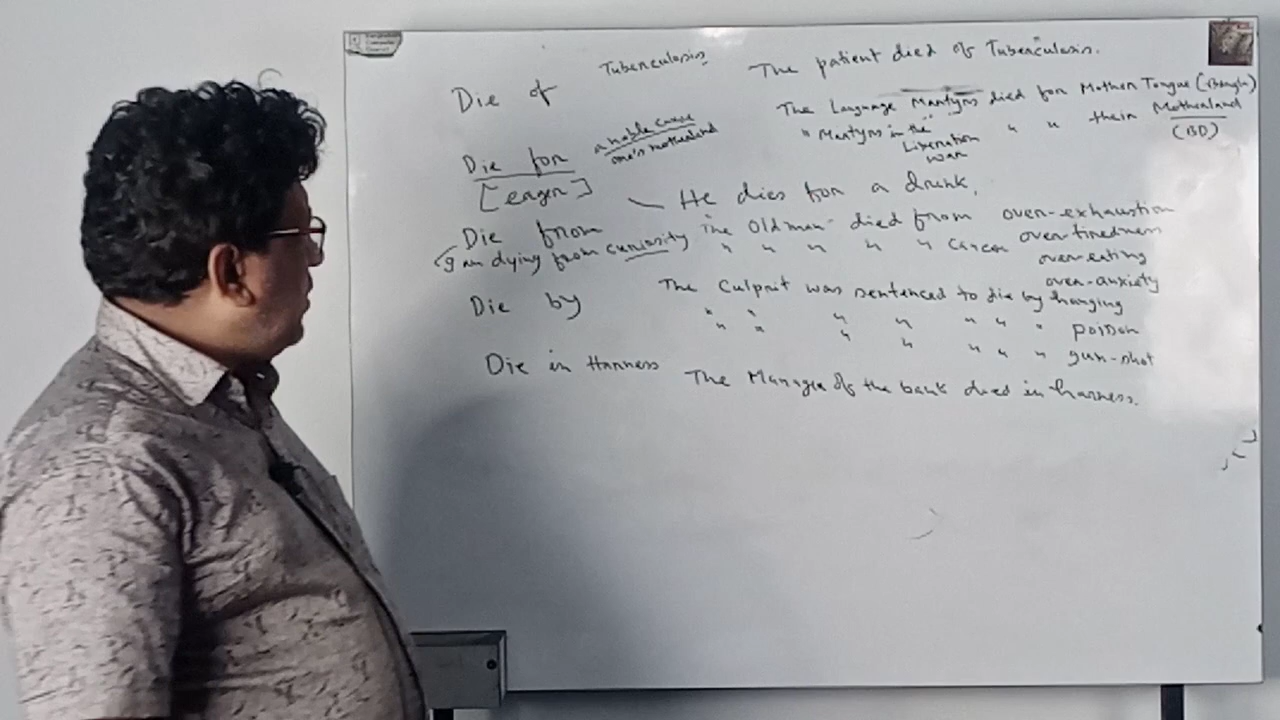 Die of Tuberculosis, The patient died of Tuberculosis.
Die for a noble cause The Language Martyrs died for Mother Tongue (Bangla)
one's motherland " Martyrs in the " " " their Motherland
Liberation (BD)
war
[eager] — He dies for a drink.
Die from The Old man died from over-exhaustion
I am dying from curiosity " " " " " Cancer over-tiredness
over-eating
over-anxiety
Die by The Culprit was sentenced to die by hanging
" " " " " " " poison
" " " " " " " gun-shot
Die in Harness The Manager of the bank died in harness.